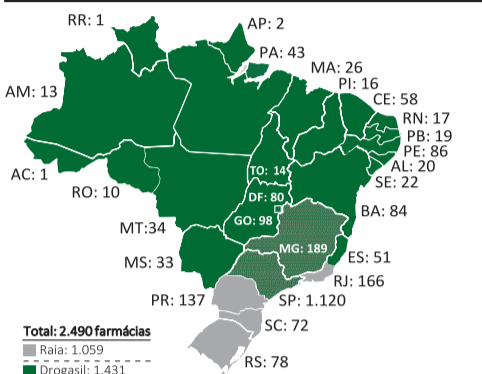 RR: 1
AP: 2
PA: 43
MA: 26
PI: 16
AM: 13
CE: 58
RN: 17
PB: 19
PE: 86
AL: 20
SE: 22
AC: 1
TO: 14
RO: 10
DF: 80
BA: 84
GO: 98
MT:34
MG: 189
ES: 51
MS: 33
RJ: 166
PR: 137
SP: 1.120
SC: 72
RS: 78
Total: 2.490 farmácias
Raia: 1.059
Drogasil: 1.431